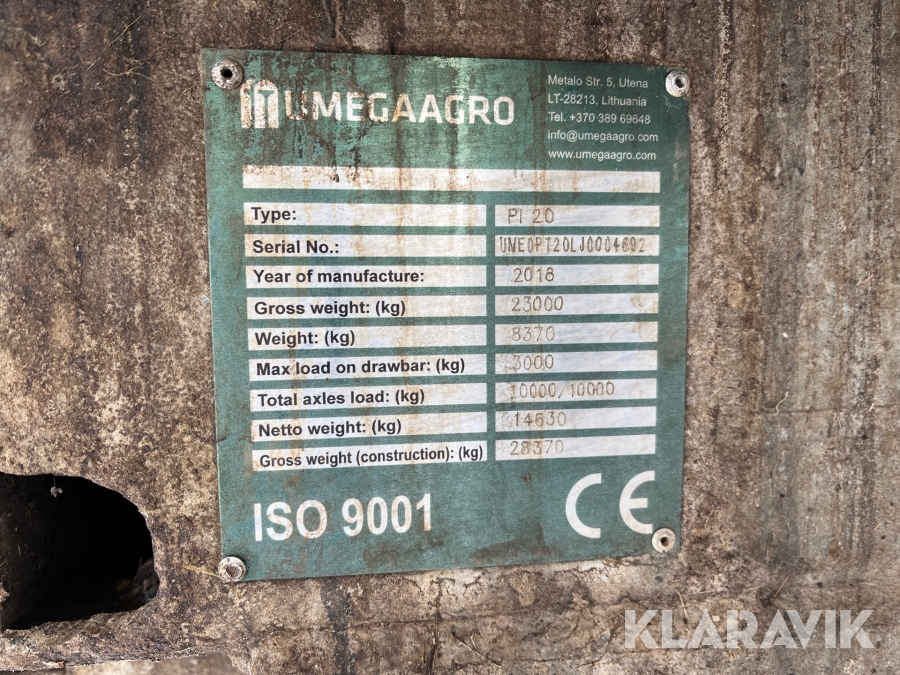 UMEGAAGRO
Metalo Str. 5, Utena
LT-28213, Lithuania
Tel. +370 389 69648
info@umegaagro.com
www.umegaagro.com
Type: PT 20
Serial No.: UME0PT20LJ0004692
Year of manufacture: 2018
Gross weight: (kg) 23000
Weight: (kg) 8370
Max load on drawbar: (kg) 3000
Total axles load: (kg) 10000/10000
Netto weight: (kg) 14630
Gross weight (construction): (kg) 28370
ISO 9001 CE
KLARAVIK